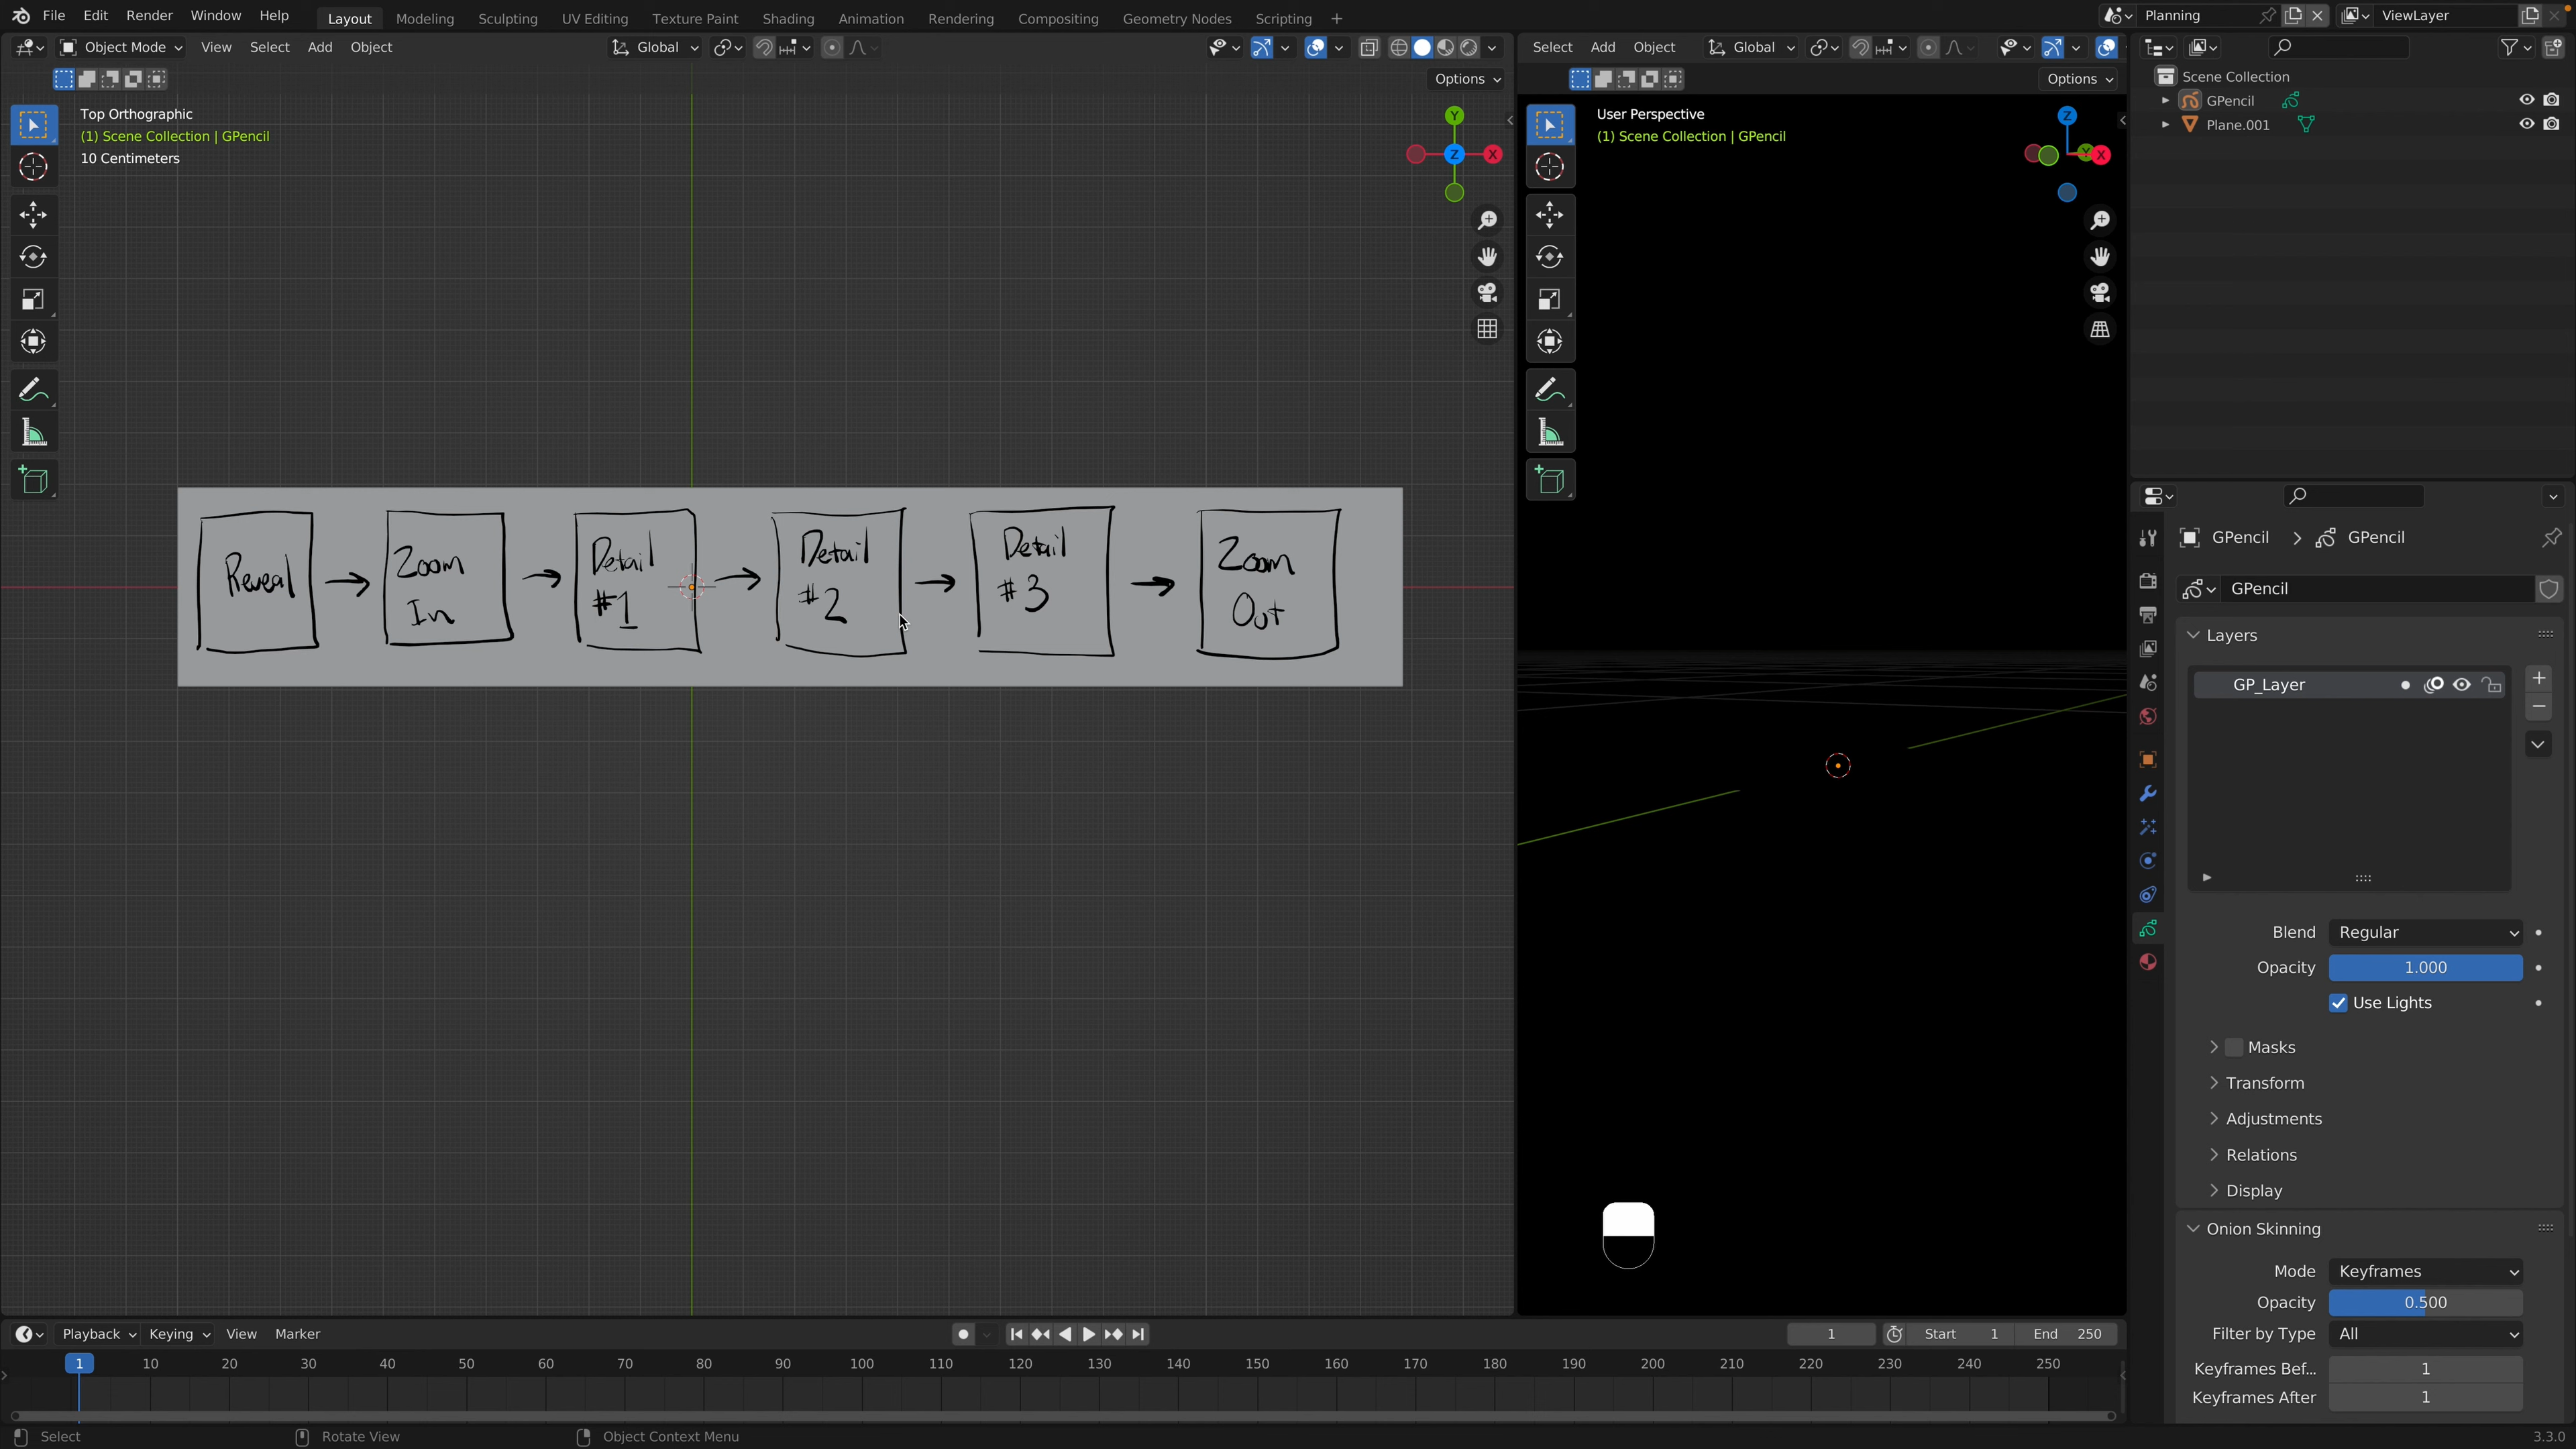 File Edit Render Window Help Layout Modeling Sculpting UV Editing Texture Paint Shading Animation Rendering Compositing Geometry Nodes Scripting + Planning ViewLayer
Object Mode View Select Add Object Global
Select Add Object Global
Options
Options
Top Orthographic
(1) Scene Collection | GPencil
10 Centimeters
Y
Z
X
User Perspective
(1) Scene Collection | GPencil
Z
Y
X
Scene Collection
GPencil
Plane.001
Reveal
Zoom
In
Detail
#1
Detail
#2
Detail
#3
Zoom
Out
GPencil > GPencil
GPencil
Layers
GP_Layer
Blend Regular
Opacity 1.000
Use Lights
Masks
Transform
Adjustments
Relations
Display
Onion Skinning
Mode Keyframes
Opacity 0.500
Filter by Type All
Keyframes Bef... 1
Keyframes After 1
Playback Keying View Marker 1 Start 1 End 250
1 10 20 30 40 50 60 70 80 90 100 110 120 130 140 150 160 170 180 190 200 210 220 230 240 250
Select Rotate View Object Context Menu 3.3.0